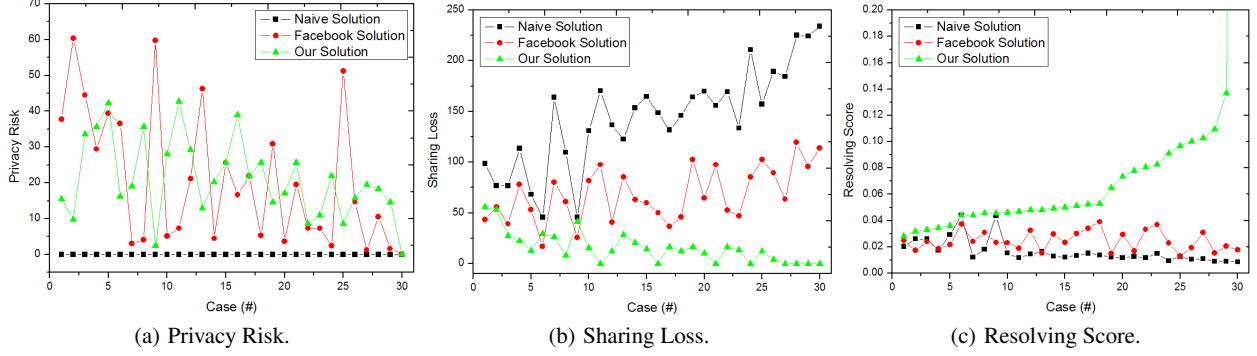 70
60
50
40
30
20
10
0
0
5
10
15
20
25
30
Privacy Risk
Case (#)
Naive Solution
Facebook Solution
Our Solution
(a) Privacy Risk.
250
200
150
100
50
0
0
5
10
15
20
25
30
Sharing Loss
Case (#)
Naive Solution
Facebook Solution
Our Solution
(b) Sharing Loss.
0.20
0.18
0.16
0.14
0.12
0.10
0.08
0.06
0.04
0.02
0.00
0
5
10
15
20
25
30
Resolving Score
Case (#)
Naive Solution
Facebook Solution
Our Solution
(c) Resolving Score.